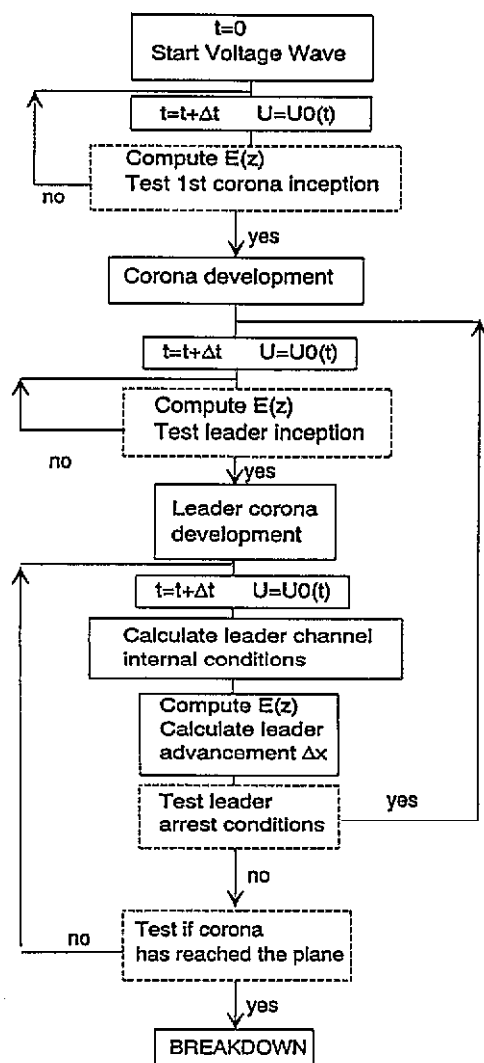 t=0
Start Voltage Wave
t=t+Δt U=U0(t)
Compute E(z)
Test 1st corona inception
no
yes
Corona development
t=t+Δt U=U0(t)
Compute E(z)
Test leader inception
no
yes
Leader corona
development
t=t+Δt U=U0(t)
Calculate leader channel
internal conditions
Compute E(z)
Calculate leader
advancement Δx
Test leader
arrest conditions
yes
no
Test if corona
has reached the plane
no
yes
BREAKDOWN